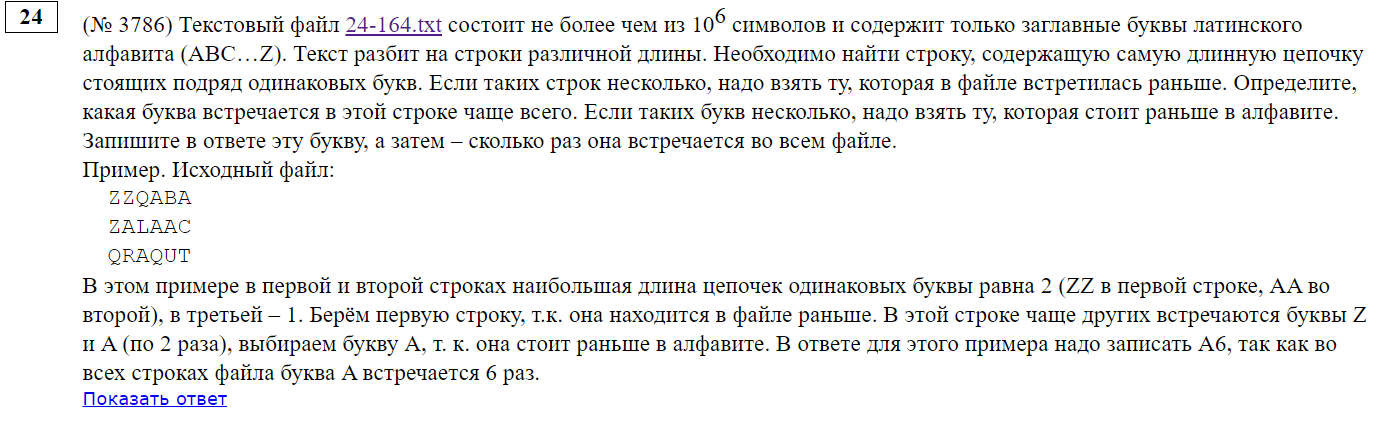 24
(№ 3786) Текстовый файл 24-164.txt состоит не более чем из 10^6 символов и содержит только заглавные буквы латинского
алфавита (ABC…Z). Текст разбит на строки различной длины. Необходимо найти строку, содержащую самую длинную цепочку
стоящих подряд одинаковых букв. Если таких строк несколько, надо взять ту, которая в файле встретилась раньше. Определите,
какая буква встречается в этой строке чаще всего. Если таких букв несколько, надо взять ту, которая стоит раньше в алфавите.
Запишите в ответе эту букву, а затем – сколько раз она встречается во всем файле.
Пример. Исходный файл:
ZZQABA
ZALAAC
QRAQUT
В этом примере в первой и второй строках наибольшая длина цепочек одинаковых буквы равна 2 (ZZ в первой строке, AA во
второй), в третьей – 1. Берём первую строку, т.к. она находится в файле раньше. В этой строке чаще других встречаются буквы Z
и A (по 2 раза), выбираем букву A, т. к. она стоит раньше в алфавите. В ответе для этого примера надо записать A6, так как во
всех строках файла буква A встречается 6 раз.
Показать ответ